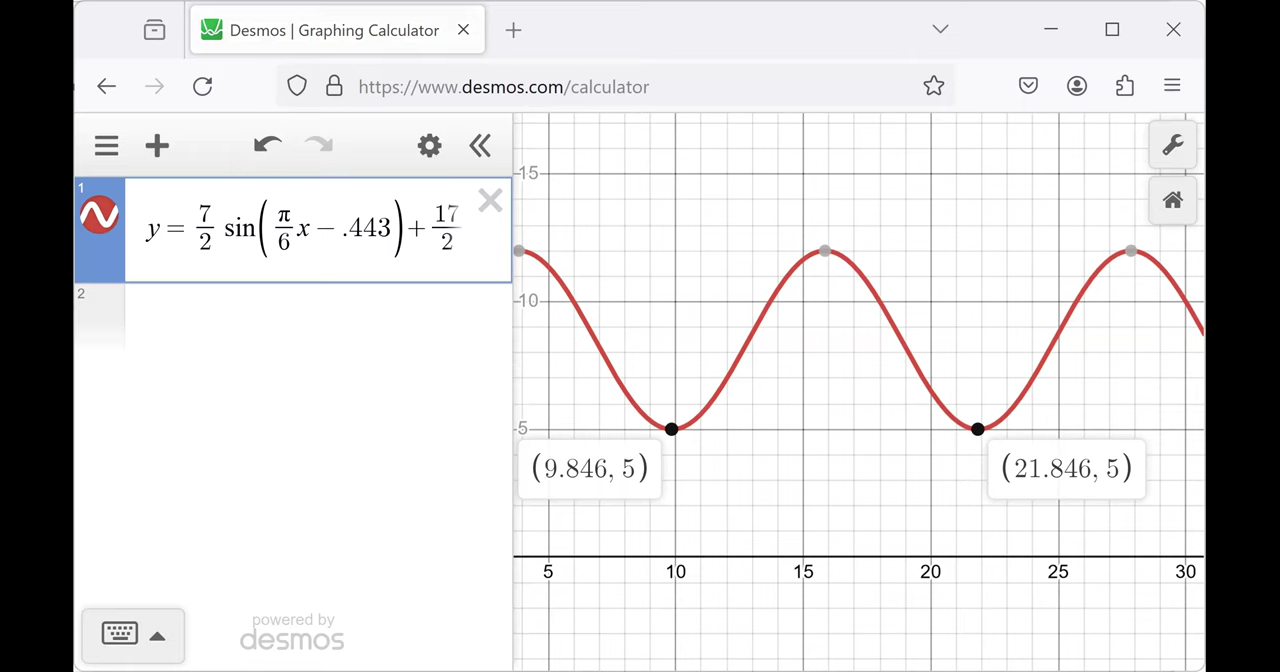 Desmos | Graphing Calculator
https://www.desmos.com/calculator
1
y = 7/2 sin(π/6 x − .443) + 17/2
2
15
10
5
(9.846, 5)
(21.846, 5)
5 10 15 20 25 30
powered by
desmos